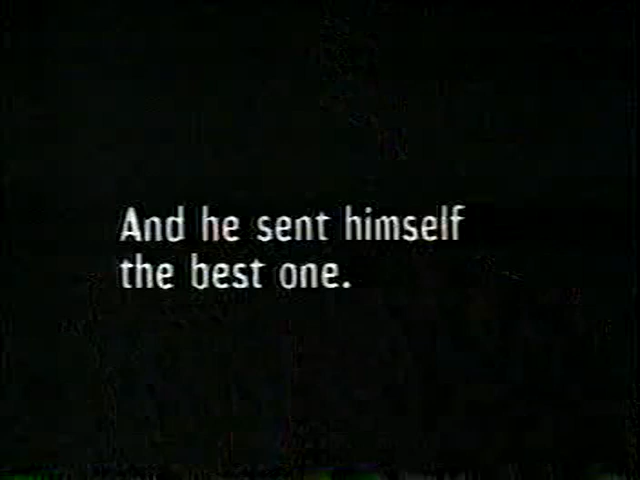 And he sent himself
the best one.